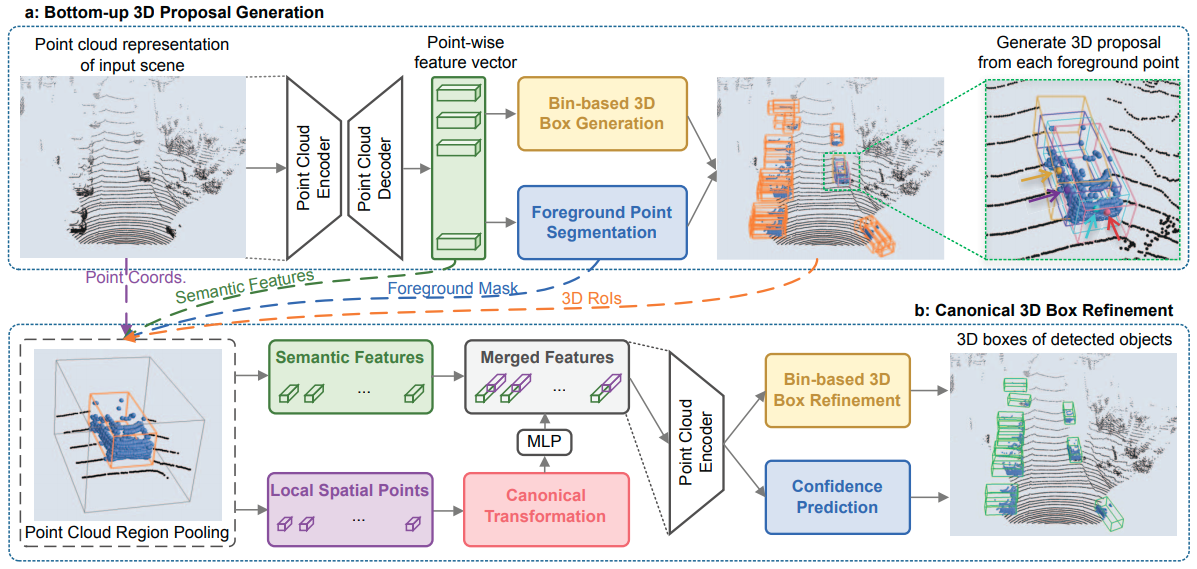 a: Bottom-up 3D Proposal Generation
Point cloud representation
of input scene
Point Cloud
Encoder
Point Cloud
Decoder
Point-wise
feature vector
Bin-based 3D
Box Generation
Foreground Point
Segmentation
Generate 3D proposal
from each foreground point
Point Coords.
Semantic Features
Foreground Mask
3D RoIs
b: Canonical 3D Box Refinement
Point Cloud Region Pooling
Semantic Features
...
Local Spatial Points
...
Merged Features
...
MLP
Canonical
Transformation
Point Cloud
Encoder
Bin-based 3D
Box Refinement
Confidence
Prediction
3D boxes of detected objects